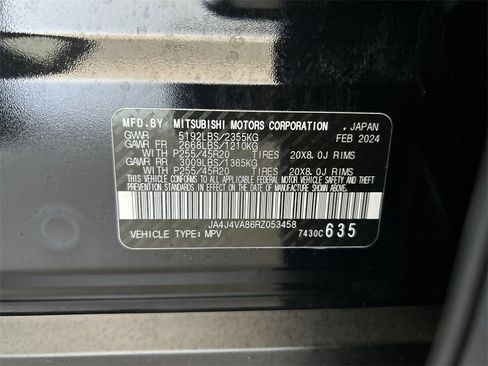 MFD.BY MITSUBISHI MOTORS CORPORATION , JAPAN
GVWR 5192LBS/2355KG FEB 2024
GAWR FR 2668LBS/1210KG
WITH P255/45R20 TIRES 20X8.0J RIMS
GAWR RR 3009LBS/1365KG
WITH P255/45R20 TIRES 20X8.0J RIMS
THIS VEHICLE CONFORMS TO ALL APPLICABLE FEDERAL MOTOR
VEHICLE SAFETY STANDARDS IN EFFECT ON THE DATE OF
MANUFACTURE SHOWN ABOVE.
JA4J4VA86RZ053458
VEHICLE TYPE: MPV 7430C 635